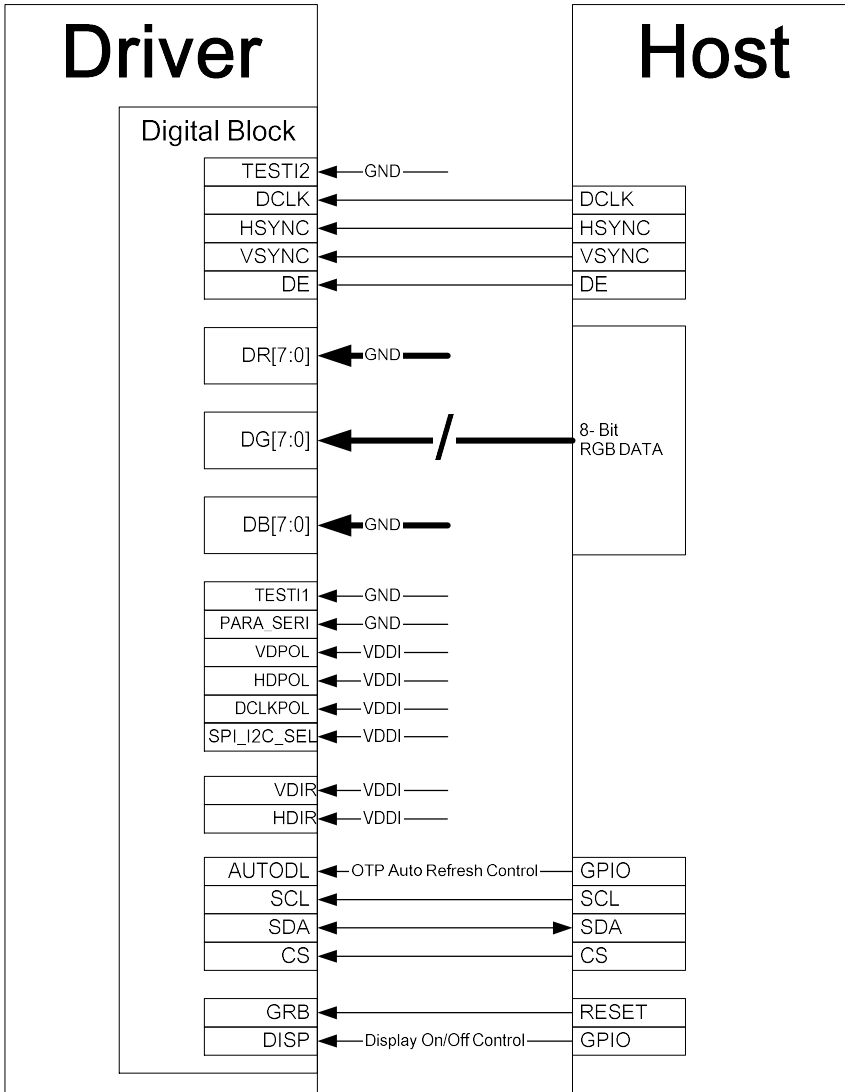 Driver Host
Digital Block
TESTI2 GND
DCLK DCLK
HSYNC HSYNC
VSYNC VSYNC
DE DE
DR[7:0] GND
8- Bit
DG[7:0]
RGB DATA
DB[7:0] GND
TESTI1 GND
PARA_SERI GND
VDPOL VDDI
HDPOL VDDI
DCLKPOL VDDI
SPI_I2C_SEL VDDI
VDIR VDDI
HDIR VDDI
AUTODL OTP Auto Refresh Control GPIO
SCL SCL
SDA SDA
CS CS
GRB RESET
DISP Display On/Off Control GPIO